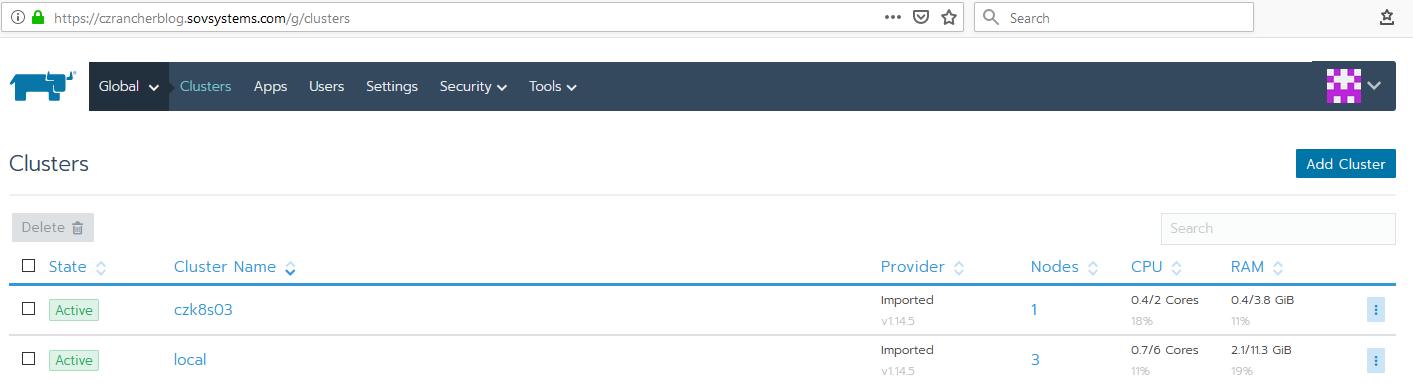 https://czrancherblog.sovsystems.com/g/clusters Search
Global Clusters Apps Users Settings Security Tools
Clusters Add Cluster
Delete Search
State Cluster Name Provider Nodes CPU RAM
Active czk8s03 Imported 1 0.4/2 Cores 0.4/3.8 GiB
v1.14.5 18% 11%
Active local Imported 3 0.7/6 Cores 2.1/11.3 GiB
v1.14.5 11% 19%